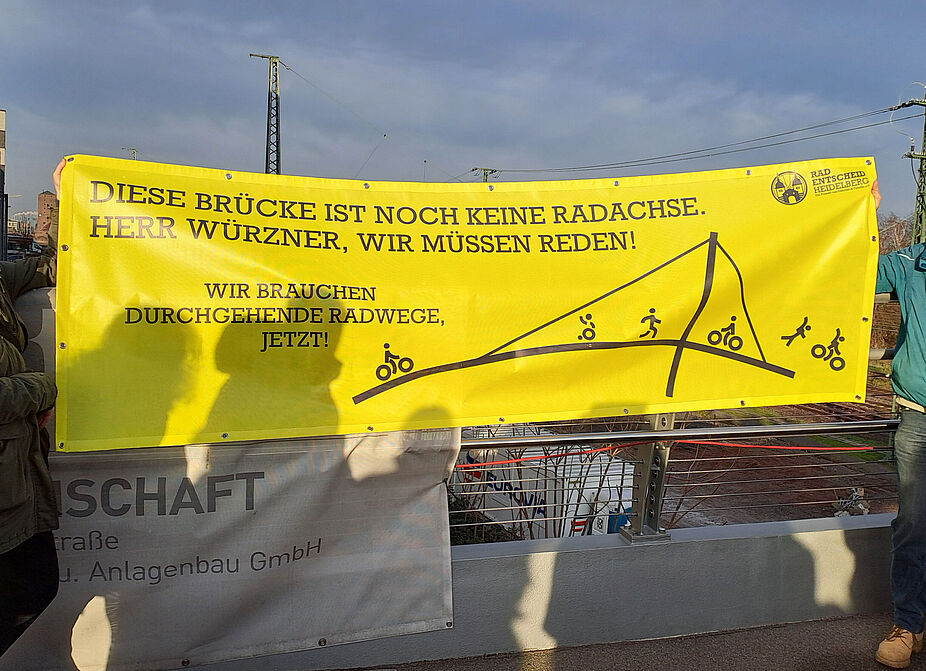 DIESE BRÜCKE IST NOCH KEINE RADACHSE.
HERR WÜRZNER, WIR MÜSSEN REDEN!
WIR BRAUCHEN
DURCHGEHENDE RADWEGE,
JETZT!
RAD
ENTSCHEID
HEIDELBERG
NSCHAFT
traße
u. Anlagenbau GmbH